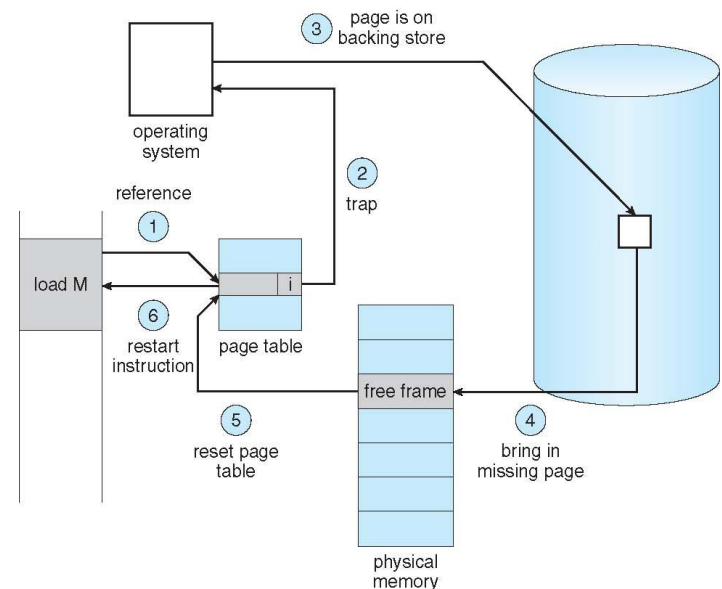 3
page is on
backing store
operating
system
2
trap
reference
1
load M
i
6
restart
instruction
page table
free frame
5
reset page
table
4
bring in
missing page
physical
memory